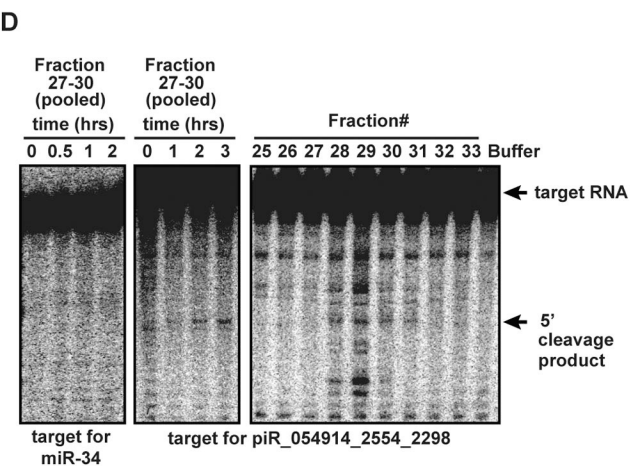 D
Fraction
27-30
(pooled)
time (hrs)
0 0.5 1 2
Fraction
27-30
(pooled)
time (hrs)
0 1 2 3
Fraction#
25 26 27 28 29 30 31 32 33 Buffer
target RNA
5’
cleavage
product
target for
miR-34
target for piR_054914_2554_2298